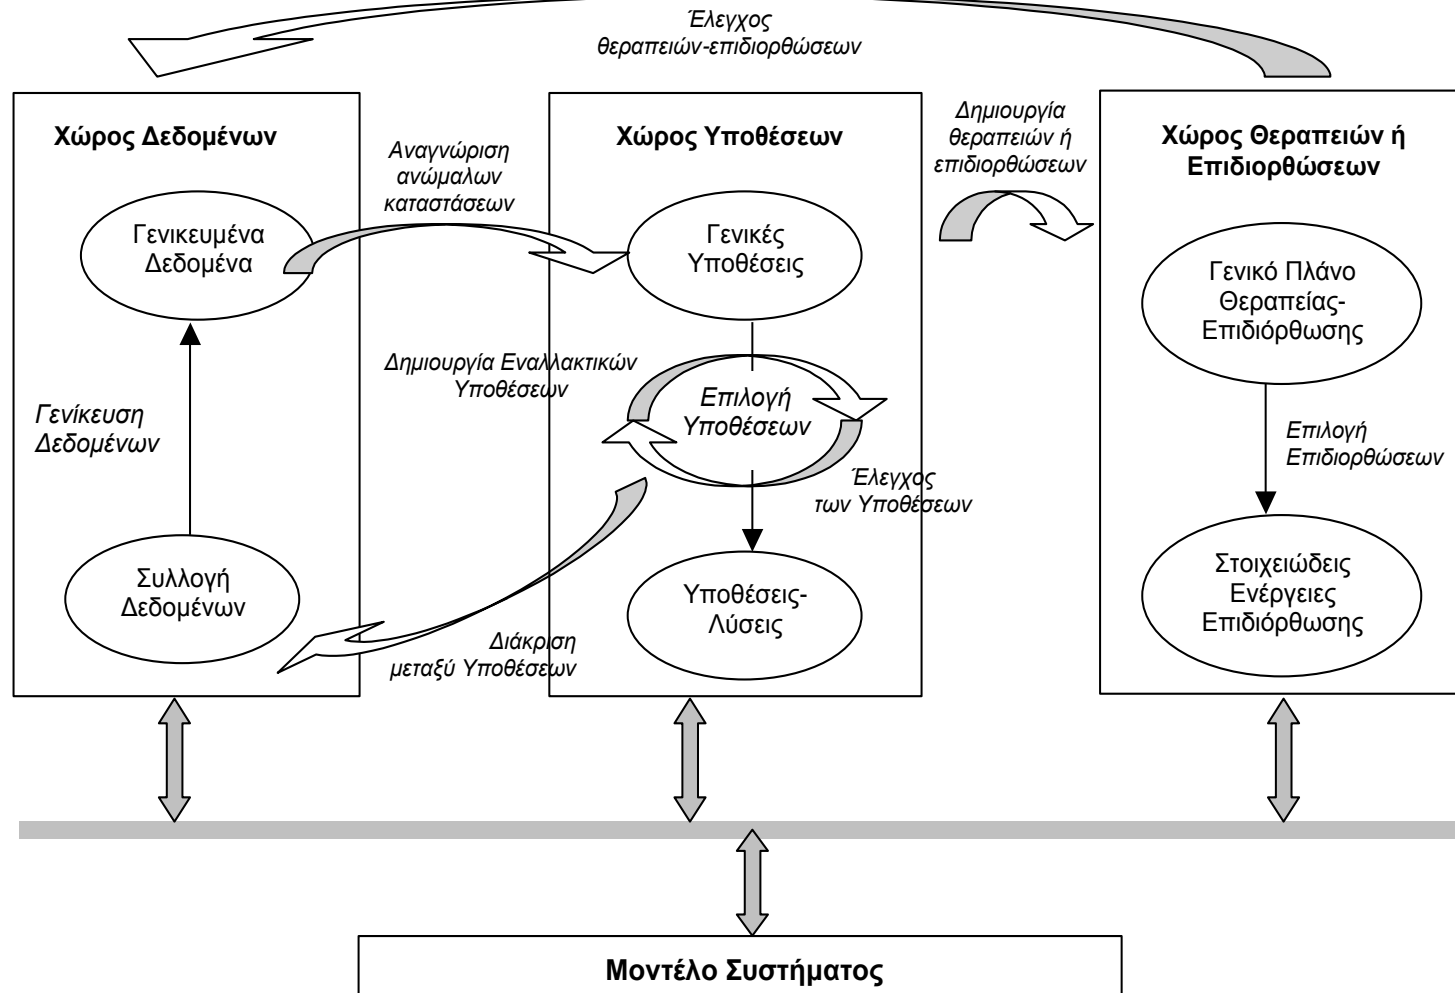 Έλεγχος
θεραπειών-επιδιορθώσεων
Χώρος Δεδομένων
Γενικευμένα
Δεδομένα
Γενίκευση
Δεδομένων
Συλλογή
Δεδομένων
Αναγνώριση
ανώμαλων
καταστάσεων
Χώρος Υποθέσεων
Γενικές
Υποθέσεις
Δημιουργία Εναλλακτικών
Υποθέσεων
Επιλογή
Υποθέσεων
Έλεγχος
των Υποθέσεων
Υποθέσεις-
Λύσεις
Διάκριση
μεταξύ Υποθέσεων
Δημιουργία
θεραπειών ή
επιδιορθώσεων
Χώρος Θεραπειών ή
Επιδιορθώσεων
Γενικό Πλάνο
Θεραπείας-
Επιδιόρθωσης
Επιλογή
Επιδιορθώσεων
Στοιχειώδεις
Ενέργειες
Επιδιόρθωσης
Μοντέλο Συστήματος